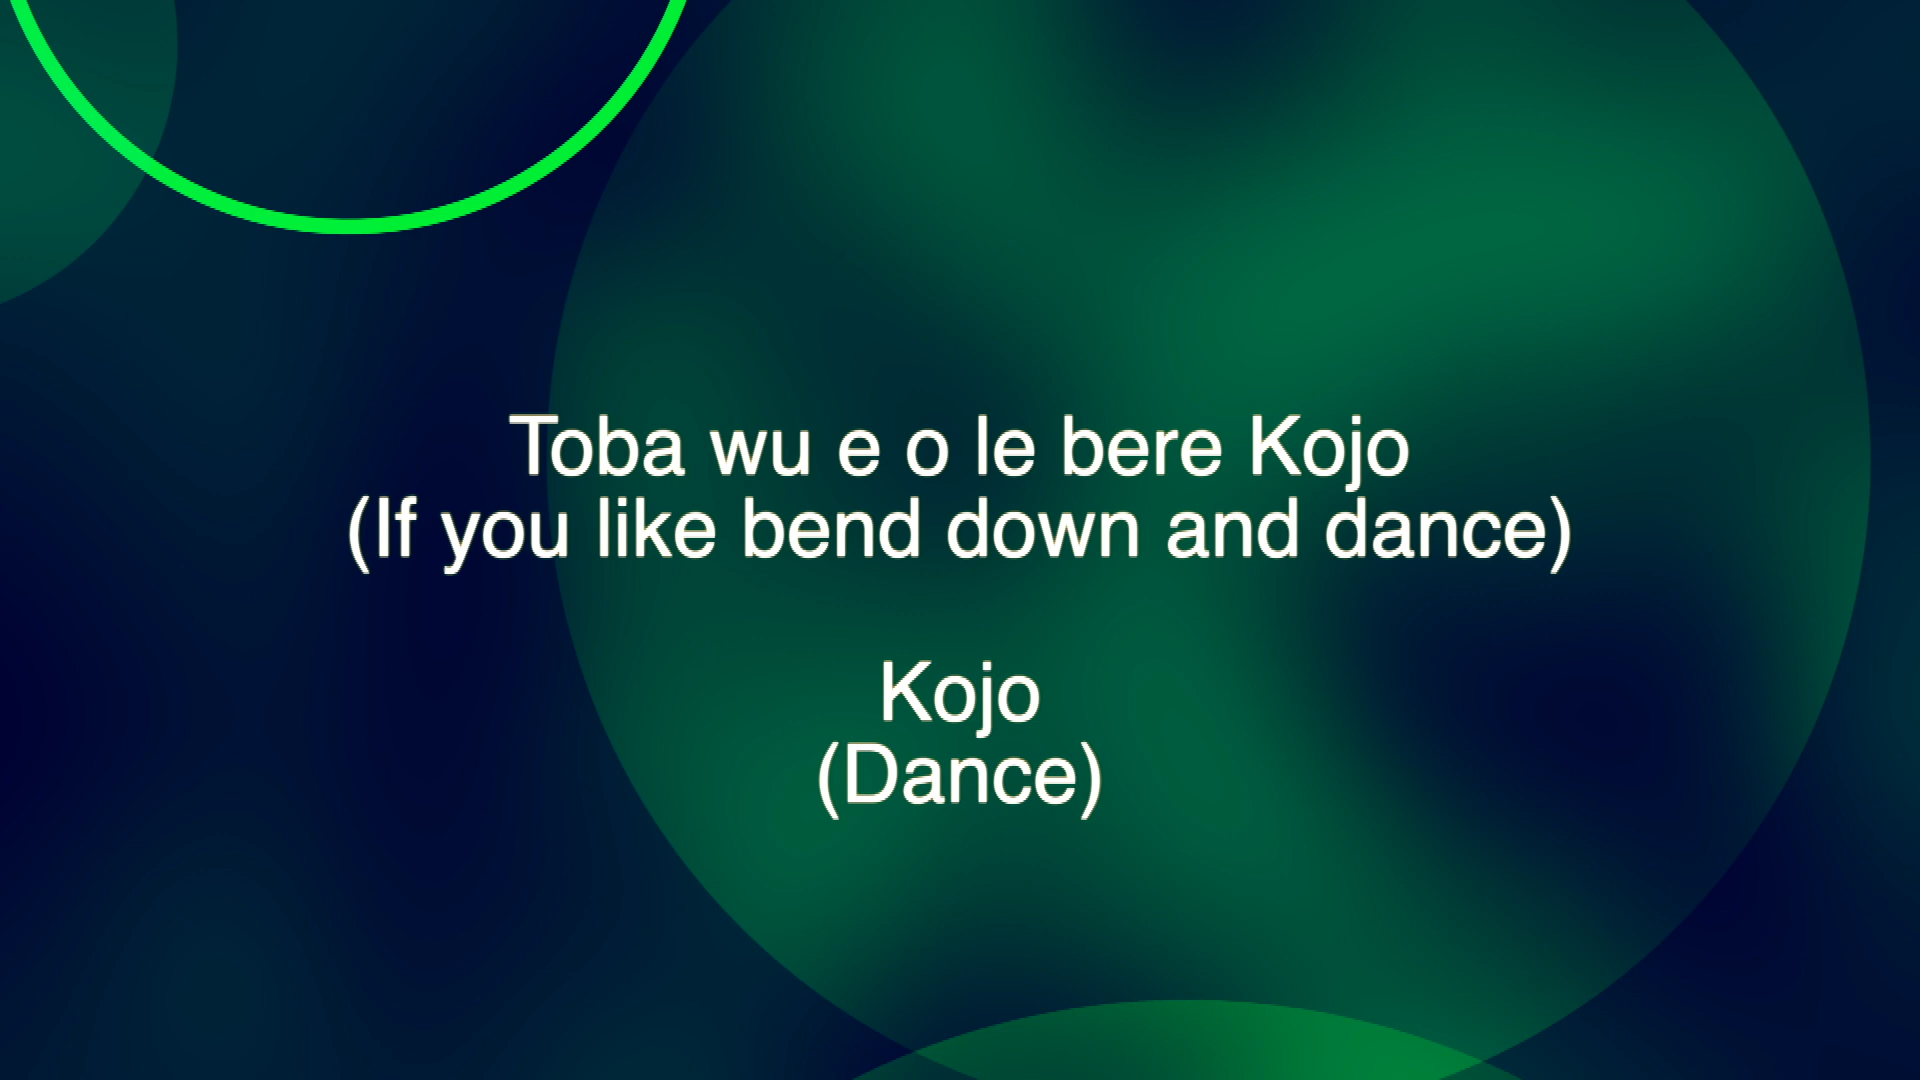 Toba wu e o le bere Kojo
(If you like bend down and dance)
Kojo
(Dance)